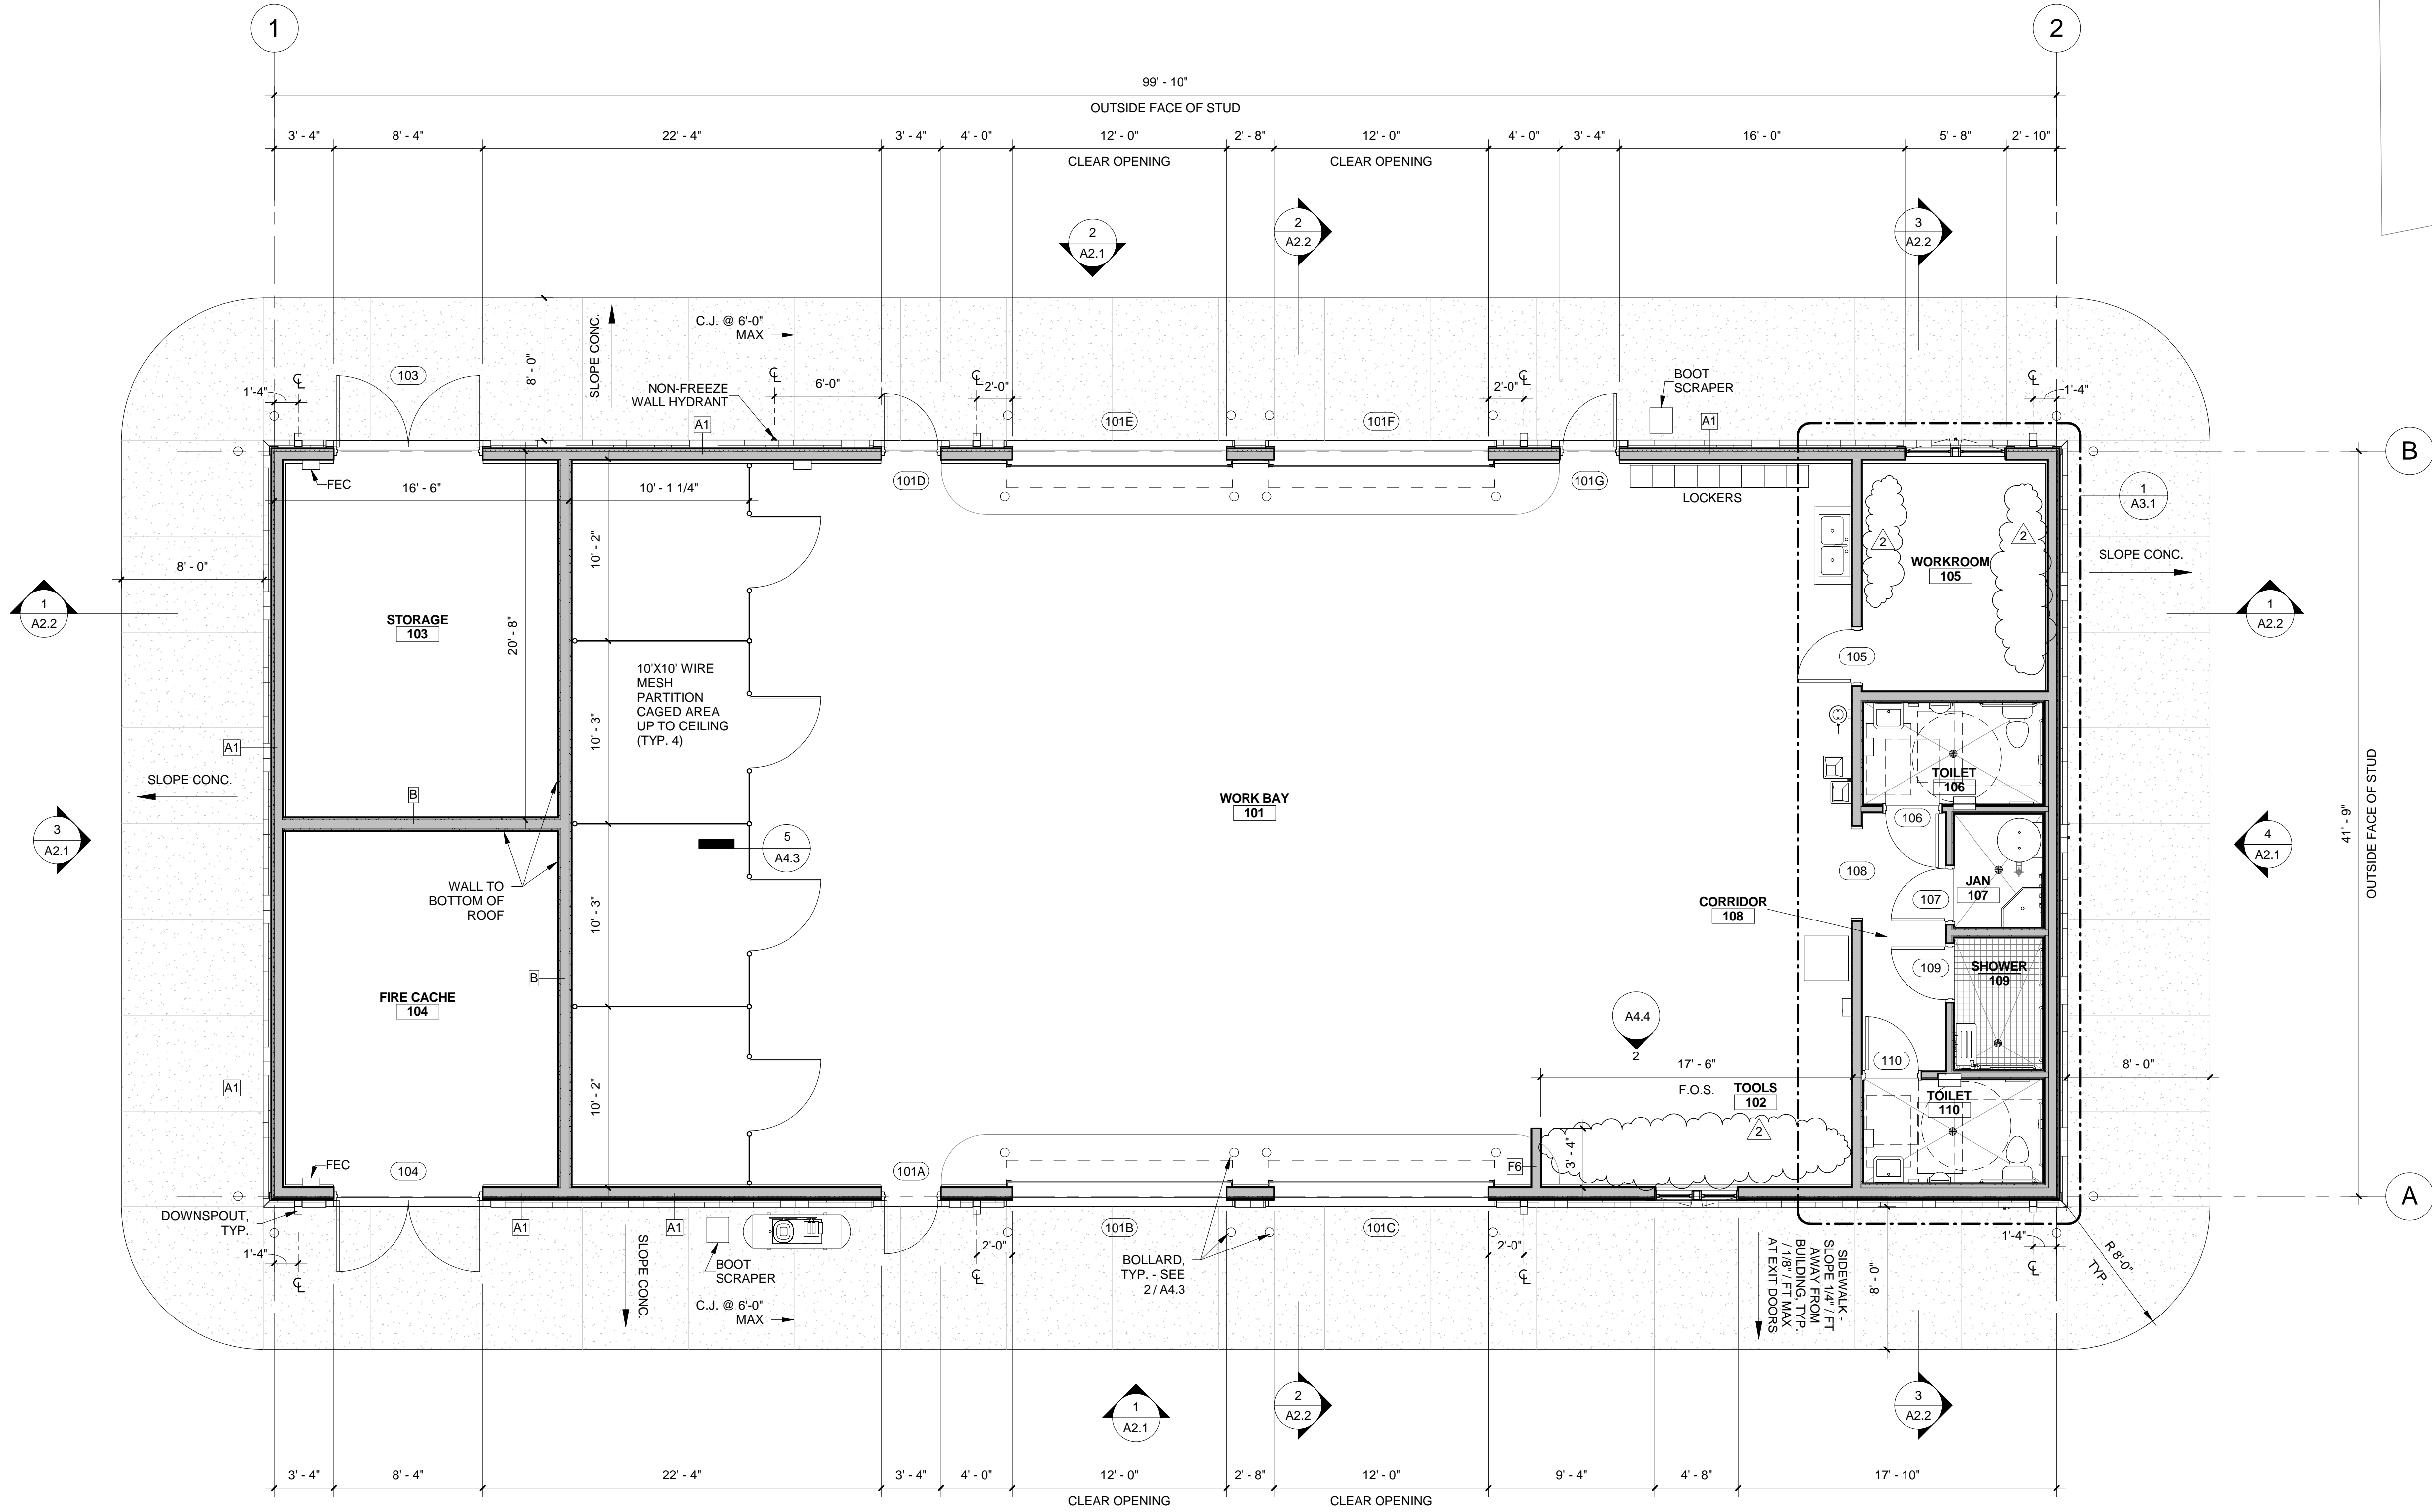 1
2
99' - 10"
OUTSIDE FACE OF STUD
3' - 4"
8' - 4"
22' - 4"
3' - 4"
4' - 0"
12' - 0"
2' - 8"
12' - 0"
4' - 0"
3' - 4"
16' - 0"
5' - 8"
2' - 10"
CLEAR OPENING
CLEAR OPENING
2
A2.1
2
A2.2
3
A2.2
SLOPE CONC.
C.J. @ 6'-0"
MAX
8' - 0"
103
1'-4"
℄
NON-FREEZE
WALL HYDRANT
℄
6'-0"
℄
2'-0"
2'-0"
℄
BOOT
SCRAPER
℄
1'-4"
A1
101E
101F
A1
B
FEC
16' - 6"
10' - 1 1/4"
101D
101G
LOCKERS
1
A3.1
10' - 2"
2
2
WORKROOM
105
SLOPE CONC.
8' - 0"
1
A2.2
1
A2.2
STORAGE
103
20' - 8"
105
10'X10' WIRE
MESH
PARTITION
CAGED AREA
UP TO CEILING
(TYP. 4)
10' - 3"
A1
SLOPE CONC.
B
WORK BAY
101
TOILET
106
106
3
A2.1
5
A4.3
4
A2.1
41' - 9"
OUTSIDE FACE OF STUD
108
JAN
107
107
WALL TO
BOTTOM OF
ROOF
10' - 3"
CORRIDOR
108
B
109
SHOWER
109
FIRE CACHE
104
A4.4
2
A1
10' - 2"
17' - 6"
F.O.S.
TOOLS
102
2
110
TOILET
110
8' - 0"
3' - 4"
F6
FEC
104
101A
A
DOWNSPOUT,
TYP.
1'-4"
℄
A1
A1
BOOT
SCRAPER
SLOPE CONC.
C.J. @ 6'-0"
MAX
2'-0"
℄
101B
101C
BOLLARD,
TYP. - SEE
2 / A4.3
2'-0"
℄
SIDEWALK -
SLOPE 1/4" / FT
AWAY FROM
BUILDING, TYP.
/ 1/8" / FT MAX
AT EXIT DOORS
8' - 0"
1'-4"
℄
R 8'-0"
TYP.
1
A2.1
2
A2.2
3
A2.2
3' - 4"
8' - 4"
22' - 4"
3' - 4"
4' - 0"
12' - 0"
2' - 8"
12' - 0"
9' - 4"
4' - 8"
17' - 10"
CLEAR OPENING
CLEAR OPENING